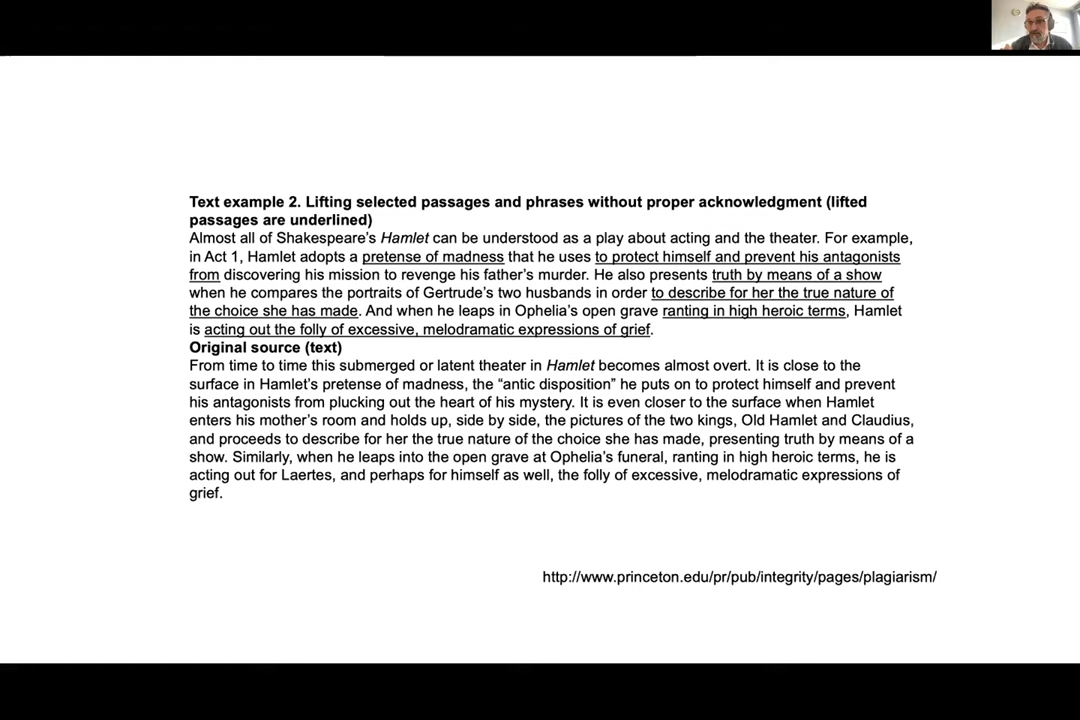 Text example 2. Lifting selected passages and phrases without proper acknowledgment (lifted
passages are underlined)
Almost all of Shakespeare’s Hamlet can be understood as a play about acting and the theater. For example,
in Act 1, Hamlet adopts a pretense of madness that he uses to protect himself and prevent his antagonists
from discovering his mission to revenge his father’s murder. He also presents truth by means of a show
when he compares the portraits of Gertrude’s two husbands in order to describe for her the true nature of
the choice she has made. And when he leaps in Ophelia’s open grave ranting in high heroic terms, Hamlet
is acting out the folly of excessive, melodramatic expressions of grief.
Original source (text)
From time to time this submerged or latent theater in Hamlet becomes almost overt. It is close to the
surface in Hamlet’s pretense of madness, the “antic disposition” he puts on to protect himself and prevent
his antagonists from plucking out the heart of his mystery. It is even closer to the surface when Hamlet
enters his mother’s room and holds up, side by side, the pictures of the two kings, Old Hamlet and Claudius,
and proceeds to describe for her the true nature of the choice she has made, presenting truth by means of a
show. Similarly, when he leaps into the open grave at Ophelia’s funeral, ranting in high heroic terms, he is
acting out for Laertes, and perhaps for himself as well, the folly of excessive, melodramatic expressions of
grief.
http://www.princeton.edu/pr/pub/integrity/pages/plagiarism/